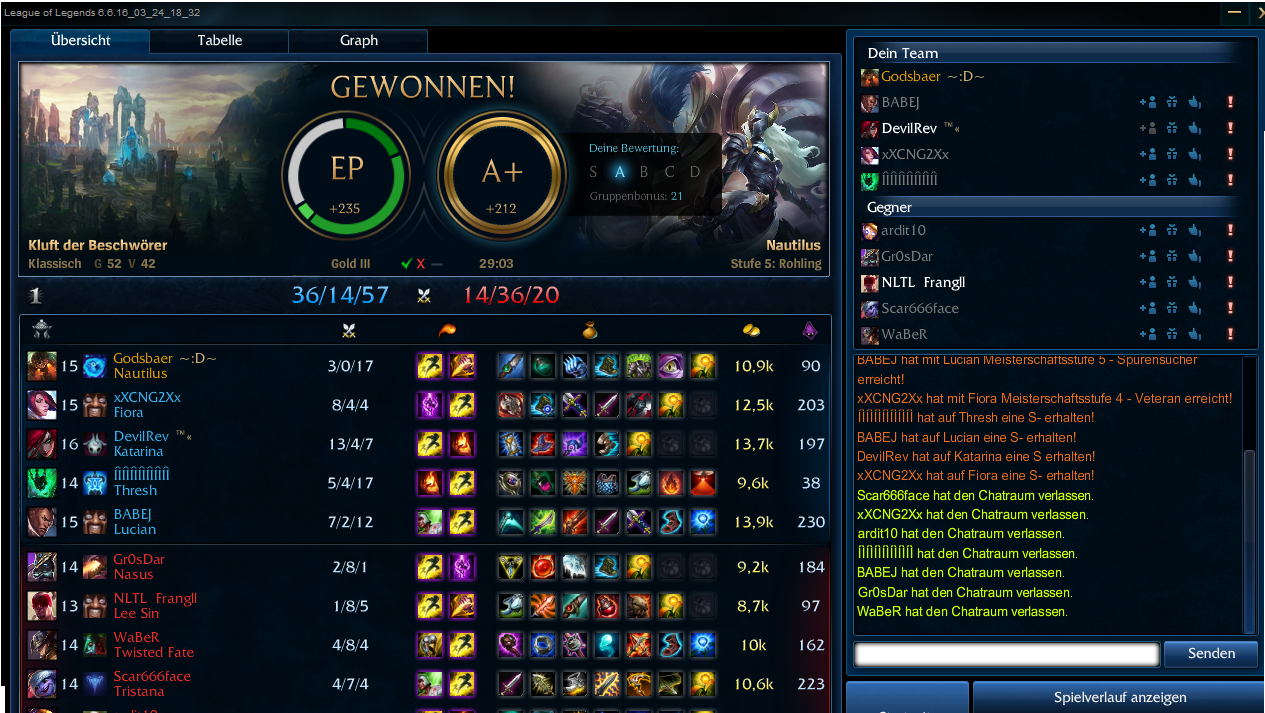 League of Legends 6.6.16_03_24_18_32
Übersicht Tabelle Graph
GEWONNEN!
EP
+235
A+
+212
Deine Bewertung:
S A B C D
Gruppenbonus: 21
Kluft der Beschwörer
Klassisch G 52 V 42
Gold III
29:03
Nautilus
Stufe 5: Rohling
1 36/14/57 14/36/20
15 Godsbaer ~:D~ 3/0/17 10,9k 90
Nautilus
15 xXCNG2Xx 8/4/4 12,5k 203
Fiora
16 DevilRev ™« 13/4/7 13,7k 197
Katarina
14 5/4/17 9,6k 38
Thresh
15 BABEJ 7/2/12 13,9k 230
Lucian
14 Gr0sDar 2/8/1 9,2k 184
Nasus
13 NLTL Frangll 1/8/5 8,7k 97
Lee Sin
14 WaBeR 4/8/4 10k 162
Twisted Fate
14 Scar666face 4/7/4 10,6k 223
Tristana
ardit10
Dein Team
Godsbaer ~:D~
BABEJ
DevilRev ™«
xXCNG2Xx
Gegner
ardit10
Gr0sDar
NLTL Frangll
Scar666face
WaBeR
BABEJ hat mit Lucian Meisterschaftsstufe 5 - Spurensucher
erreicht!
xXCNG2Xx hat mit Fiora Meisterschaftsstufe 4 - Veteran erreicht!
hat auf Thresh eine S- erhalten!
BABEJ hat auf Lucian eine S- erhalten!
DevilRev hat auf Katarina eine S erhalten!
xXCNG2Xx hat auf Fiora eine S- erhalten!
Scar666face hat den Chatraum verlassen.
xXCNG2Xx hat den Chatraum verlassen.
ardit10 hat den Chatraum verlassen.
hat den Chatraum verlassen.
BABEJ hat den Chatraum verlassen.
Gr0sDar hat den Chatraum verlassen.
WaBeR hat den Chatraum verlassen.
Senden
Spielverlauf anzeigen